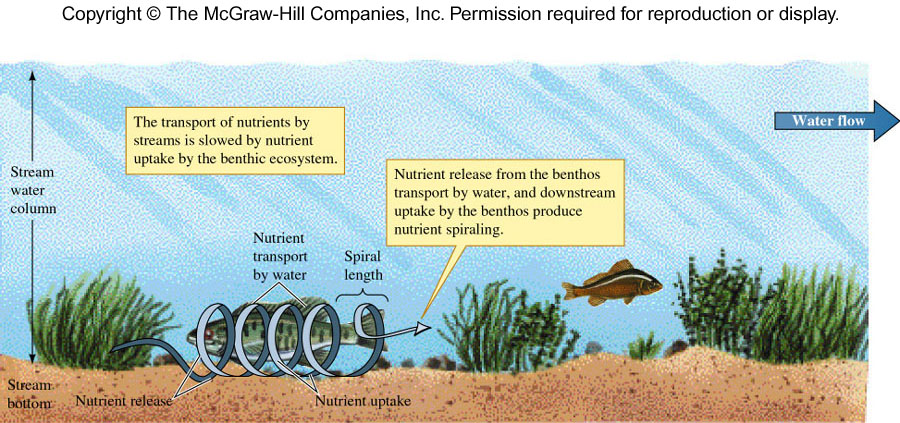 Copyright © The McGraw-Hill Companies, Inc. Permission required for reproduction or display.
The transport of nutrients by
streams is slowed by nutrient
uptake by the benthic ecosystem.
Water flow
Stream
water
column
Nutrient release from the benthos
transport by water, and downstream
uptake by the benthos produce
nutrient spiraling.
Nutrient
transport
by water
Spiral
length
Stream
bottom
Nutrient release
Nutrient uptake